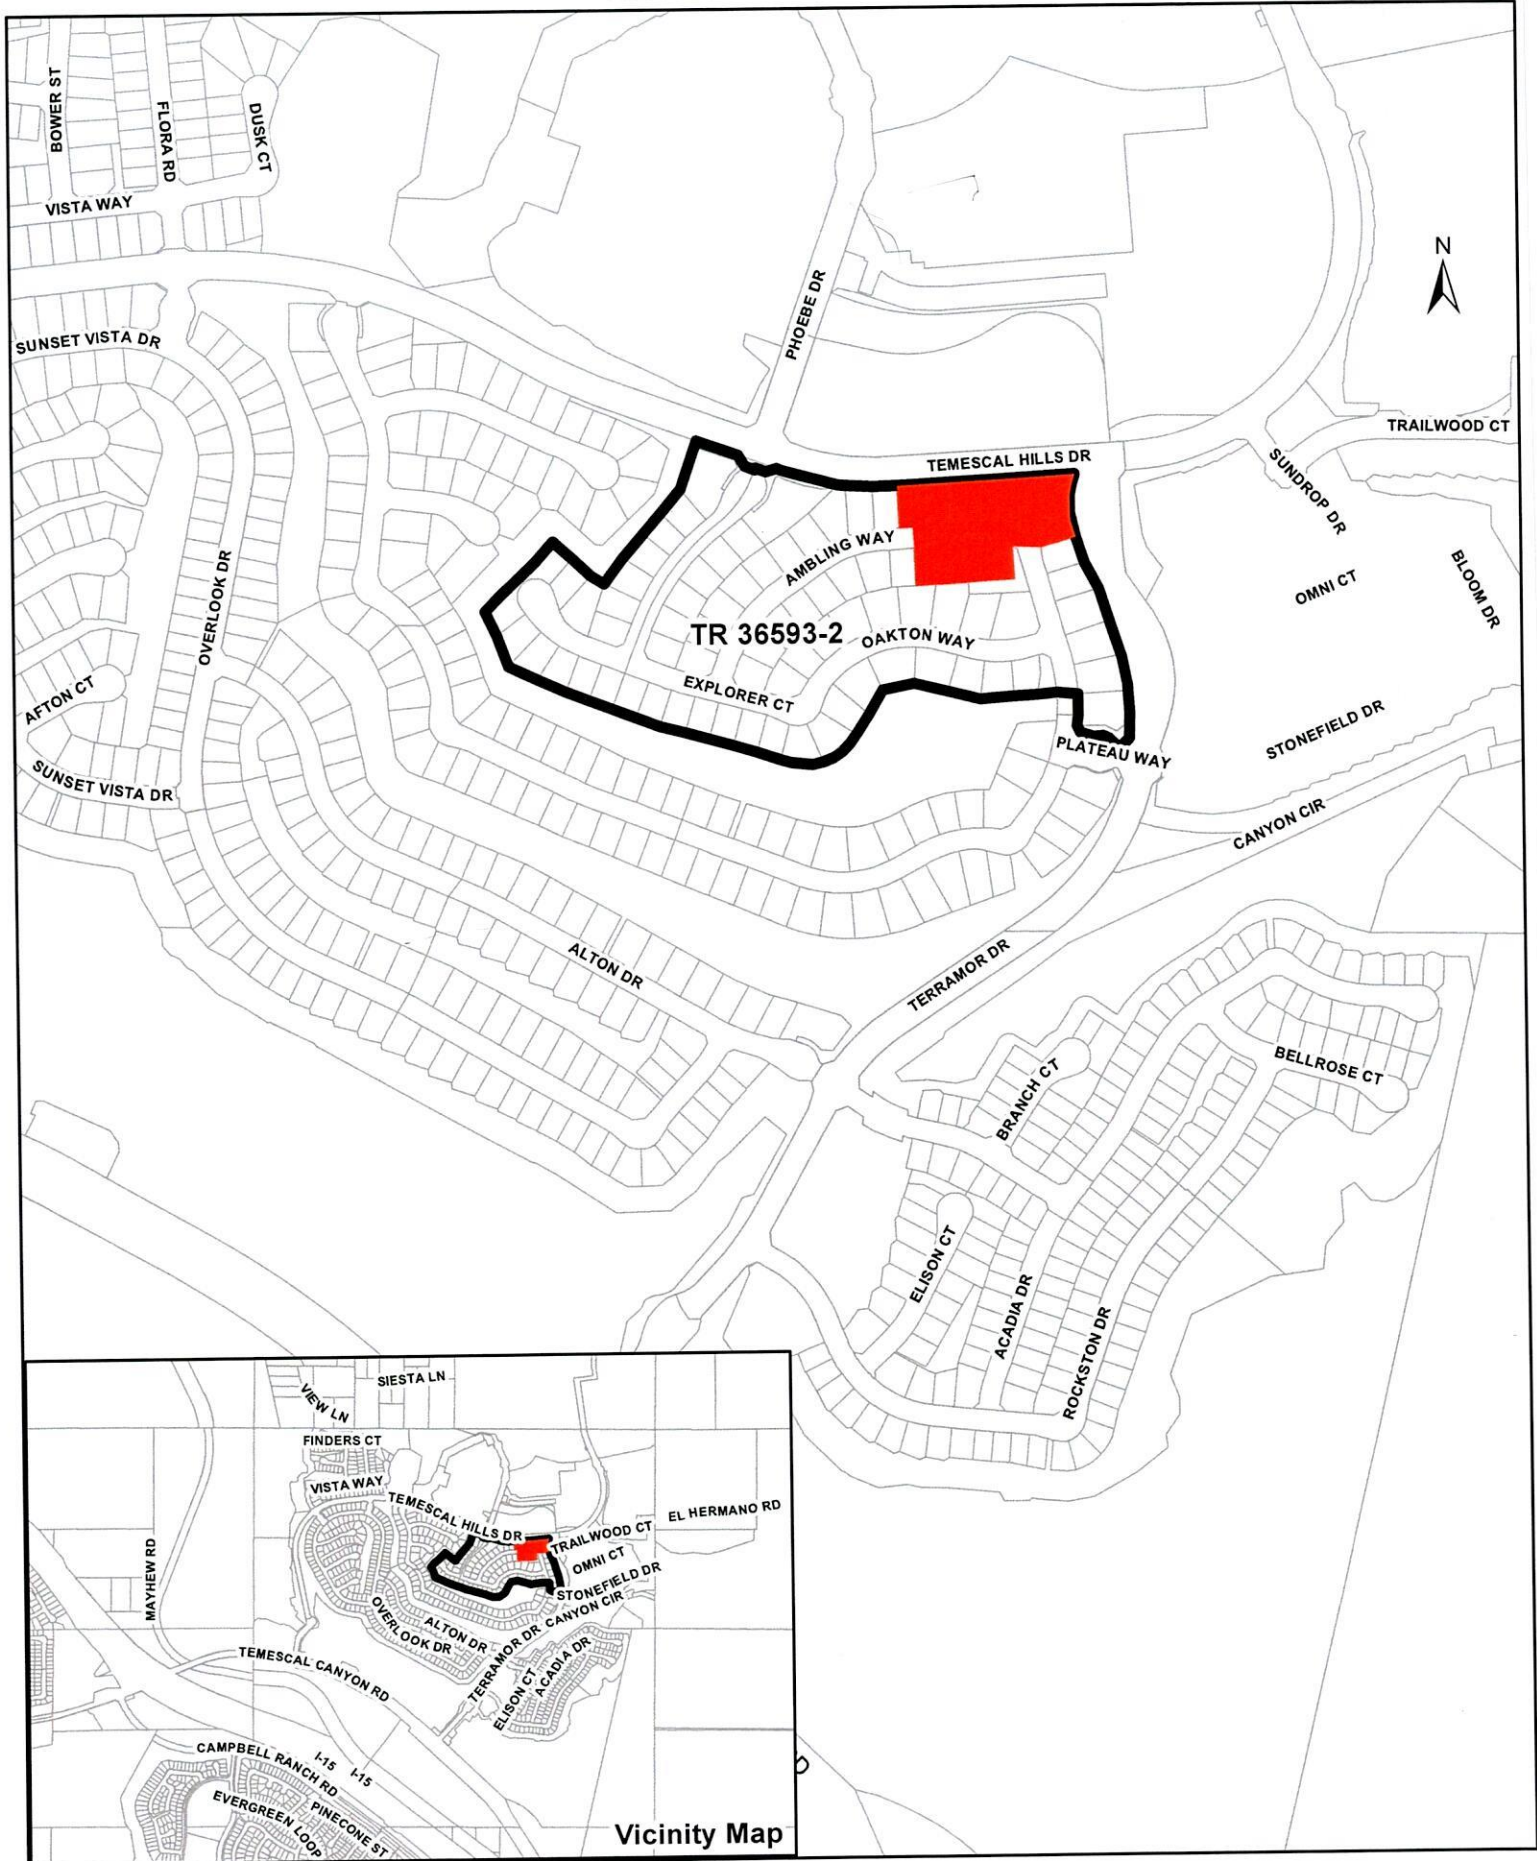 BOWER ST
FLORA RD
DUSK CT
VISTA WAY
N
PHOEBE DR
SUNSET VISTA DR
TRAILWOOD CT
TEMESCAL HILLS DR
SUNDROP DR
AMBLING WAY
OMNI CT
BLOOM DR
OVERLOOK DR
TR 36593-2
OAKTON WAY
EXPLORER CT
AFTON CT
STONEFIELD DR
PLATEAU WAY
SUNSET VISTA DR
CANYON CIR
ALTON DR
TERRAMOR DR
BRANCH CT
BELLROSE CT
ELISON CT
ACADIA DR
ROCKSTON DR
SIESTA LN
VIEW LN
FINDERS CT
VISTA WAY
TEMESCAL HILLS DR
EL HERMANO RD
TRAILWOOD CT
OMNI CT
MAYHEW RD
STONEFIELD DR
OVERLOOK DR
ALTON DR
TERRAMOR DR
CANYON CIR
TEMESCAL CANYON RD
ELISON CT
ACADIA DR
CAMPBELL RANCH RD
I-15
I-15
EVERGREEN LOOP
PINECONE ST
Vicinity Map